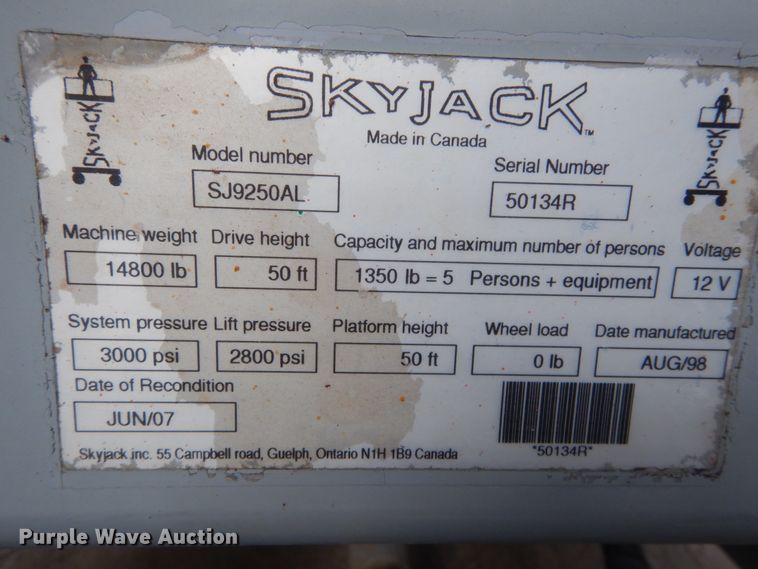 SKYJACK
SKYJACK TM
SKYJACK
Made in Canada
Model number Serial Number
SJ9250AL 50134R
Machine weight Drive height Capacity and maximum number of persons Voltage
14800 lb 50 ft 1350 lb = 5 Persons + equipment 12 V
System pressure Lift pressure Platform height Wheel load Date manufactured
3000 psi 2800 psi 50 ft 0 lb AUG/98
Date of Recondition
JUN/07
*50134R*
Skyjack inc. 55 Campbell road, Guelph, Ontario N1H 1B9 Canada
Purple Wave Auction